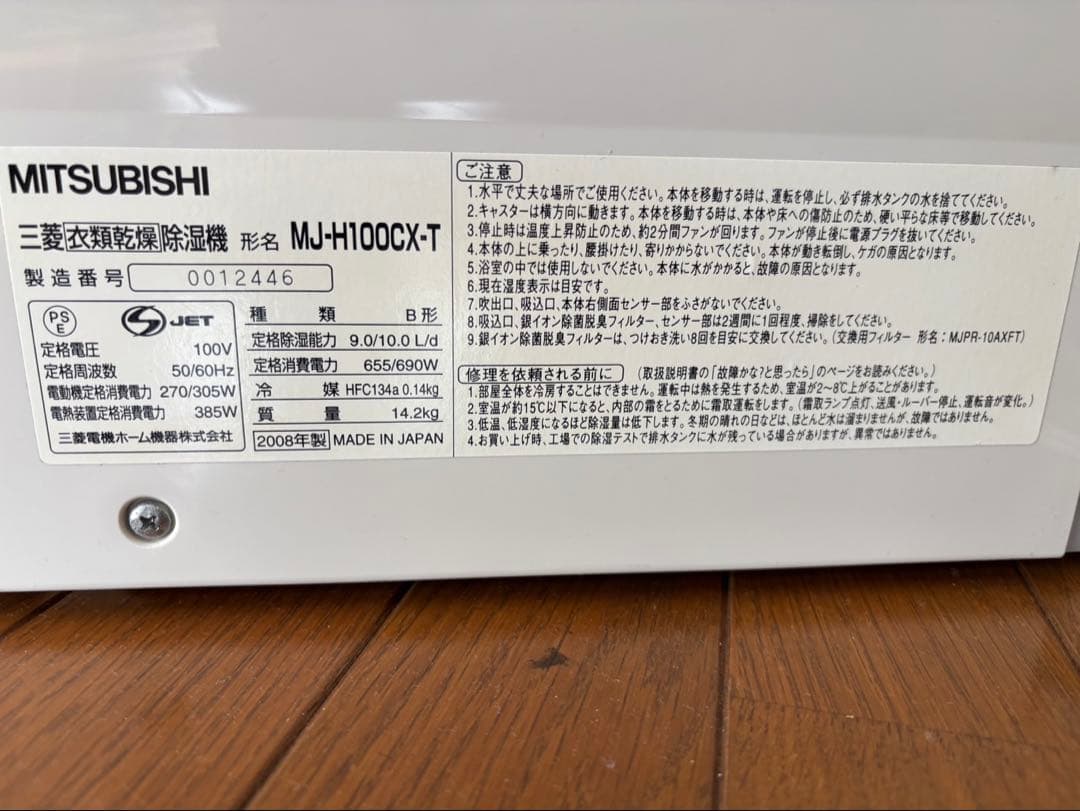 MITSUBISHI
三菱衣類乾燥除湿機 形名 MJ-H100CX-T
製造番号 0012446
PSE JET
定格電圧 100V
定格周波数 50/60Hz
電動機定格消費電力 270/305W
電熱装置定格消費電力 385W
三菱電機ホーム機器株式会社
種類 B形
定格除湿能力 9.0/10.0 L/d
定格消費電力 655/690W
冷媒 HFC134a 0.14kg
質量 14.2kg
2008年製 MADE IN JAPAN
ご注意
1.水平で丈夫な場所でご使用ください。本体を移動する時は、運転を停止し、必ず排水タンクの水を捨ててください。
2.キャスターは横方向に動きます。本体を移動する時は、本体や床への傷防止のため、硬い平らな床等で移動してください。
3.停止時は温度上昇防止のため、約2分間ファンが回ります。ファンが停止後に電源プラグを抜いてください。
4.本体の上に乗ったり、腰掛けたり、寄りかからないでください。本体が動き転倒し、ケガの原因となります。
5.浴室の中では使用しないでください。本体に水がかかると、故障の原因となります。
6.現在湿度表示は目安です。
7.吹出口、吸込口、本体右側面センサー部をふさがないでください。
8.吸込口、銀イオン除菌脱臭フィルター、センサー部は2週間に1回程度、掃除をしてください。
9.銀イオン除菌脱臭フィルターは、つけおき洗い8回を目安に交換してください。(交換用フィルター 形名:MJPR-10AXFT)
修理を依頼される前に (取扱説明書の「故障かな?と思ったら」のページをお読みください。)
1.部屋全体を冷房することはできません。運転中は熱を発生するため、室温が2~8℃上がることがあります。
2.室温が約15℃以下になると、内部の霜をとるために霜取運転をします。(霜取ランプ点灯、送風・ルーバー停止、運転音が変化。)
3.低温、低湿度になるほど除湿量は低下します。冬期の晴れの日などは、ほとんど水は溜まりませんが、故障ではありません。
4.お買い上げ時、工場での除湿テストで排水タンクに水が残っている場合がありますが、異常ではありません。